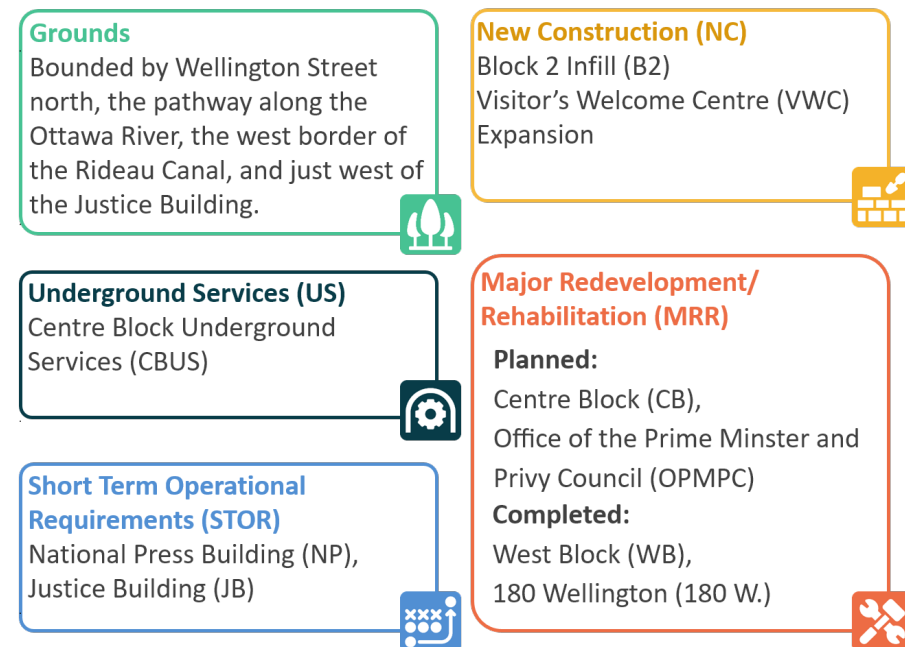 Grounds
Bounded by Wellington Street
north, the pathway along the
Ottawa River, the west border of
the Rideau Canal, and just west of
the Justice Building.
Underground Services (US)
Centre Block Underground
Services (CBUS)
Short Term Operational
Requirements (STOR)
National Press Building (NP),
Justice Building (JB)
New Construction (NC)
Block 2 Infill (B2)
Visitor’s Welcome Centre (VWC)
Expansion
Major Redevelopment/
Rehabilitation (MRR)
Planned:
Centre Block (CB),
Office of the Prime Minster and
Privy Council (OPMPC)
Completed:
West Block (WB),
180 Wellington (180 W.)